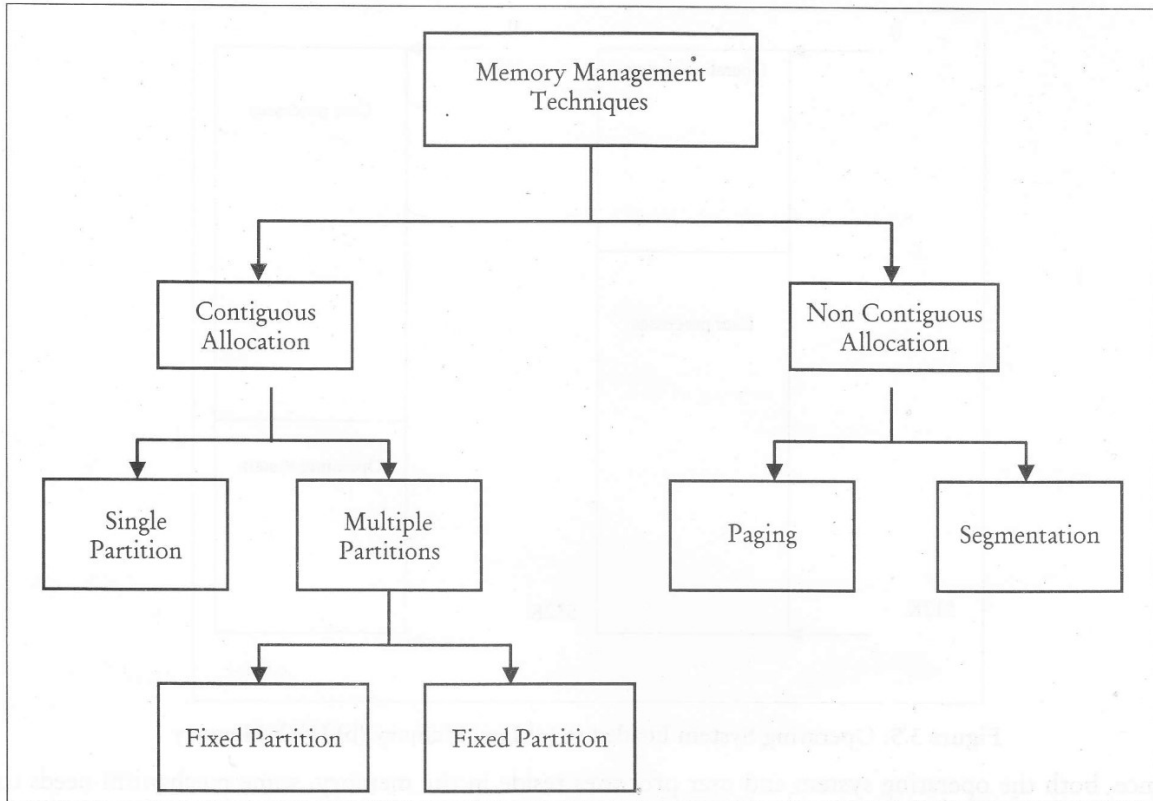 Memory Management
Techniques
Contiguous
Allocation
Non Contiguous
Allocation
Single
Partition
Multiple
Partitions
Paging
Segmentation
Fixed Partition
Fixed Partition